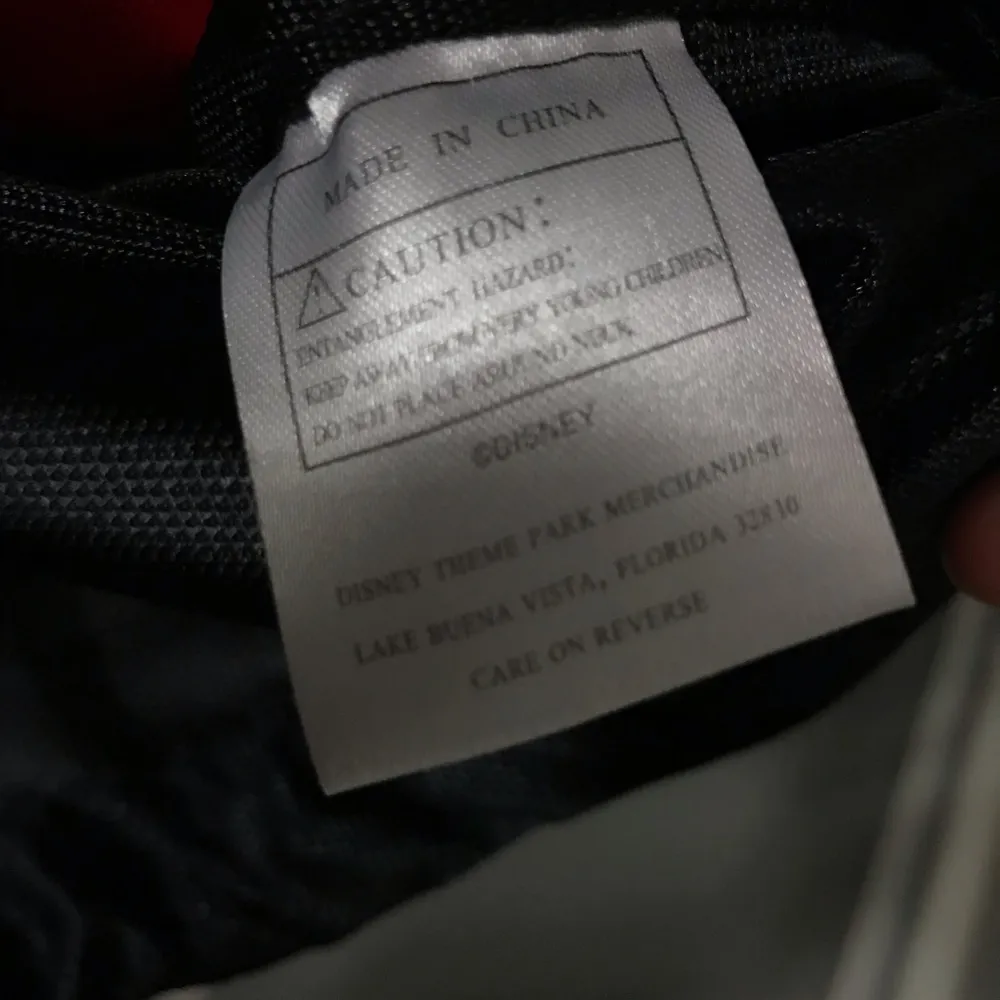 MADE IN CHINA
⚠CAUTION:
ENTANGLEMENT HAZARD:
KEEP AWAY FROM VERY YOUNG CHILDREN
DO NOT PLACE AROUND NECK
©DISNEY
DISNEY THEME PARK MERCHANDISE
LAKE BUENA VISTA, FLORIDA 32830
CARE ON REVERSE